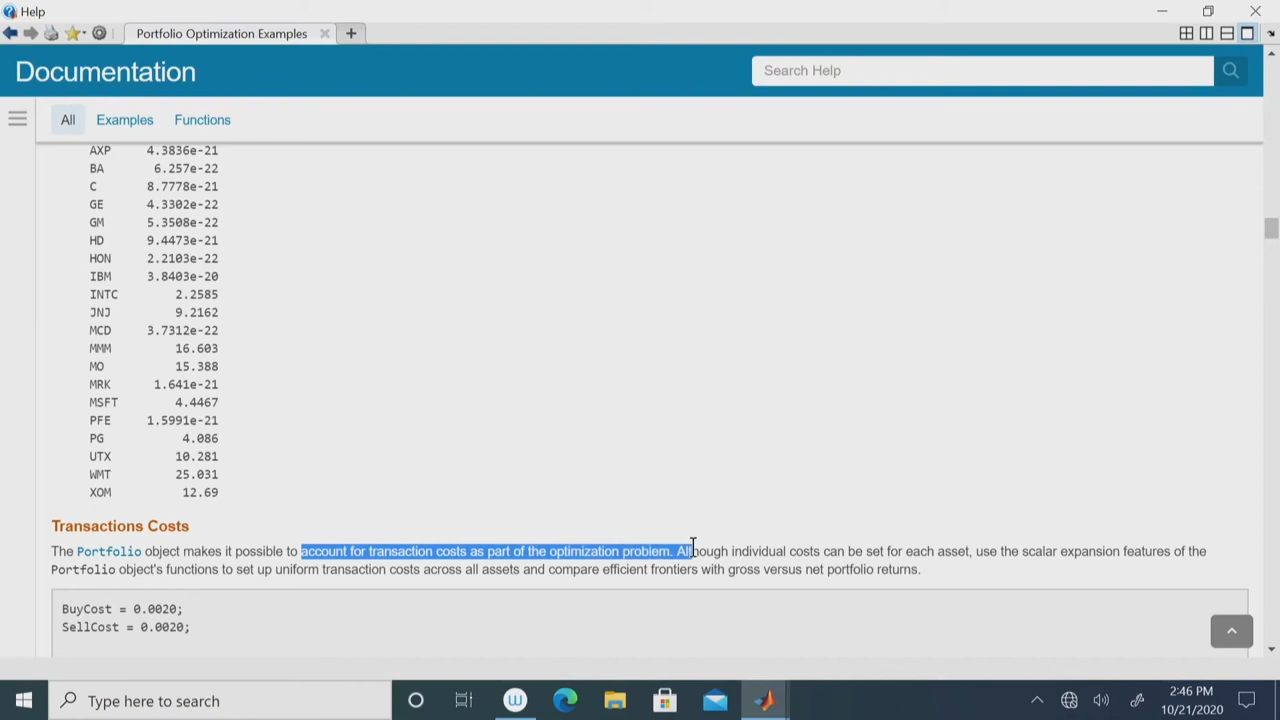 Help
Portfolio Optimization Examples
Documentation
Search Help
All Examples Functions
AXP 4.3836e-21
BA 6.257e-22
C 8.7778e-21
GE 4.3302e-22
GM 5.3508e-22
HD 9.4473e-21
HON 2.2103e-22
IBM 3.8403e-20
INTC 2.2585
JNJ 9.2162
MCD 3.7312e-22
MMM 16.603
MO 15.388
MRK 1.641e-21
MSFT 4.4467
PFE 1.5991e-21
PG 4.086
UTX 10.281
WMT 25.031
XOM 12.69
Transactions Costs
The Portfolio object makes it possible to account for transaction costs as part of the optimization problem. Although individual costs can be set for each asset, use the scalar expansion features of the
Portfolio object's functions to set up uniform transaction costs across all assets and compare efficient frontiers with gross versus net portfolio returns.
BuyCost = 0.0020;
SellCost = 0.0020;
Type here to search
2:46 PM
10/21/2020